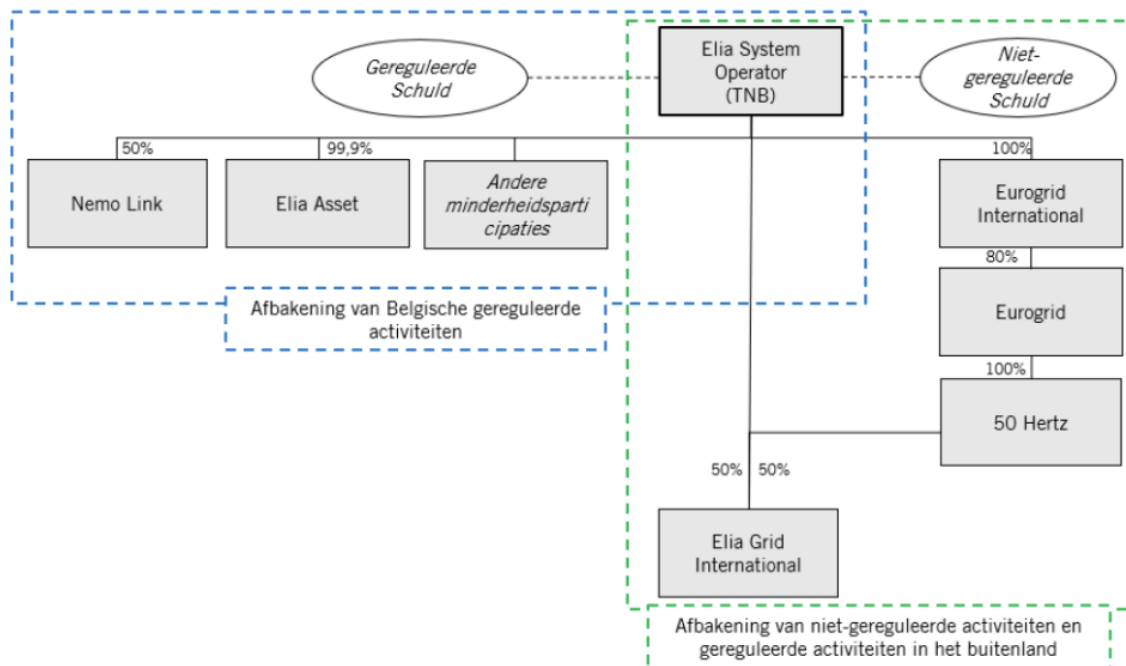 Elia System
Operator
(TNB)
Gereguleerde
Schuld
Niet-
gereguleerde
Schuld
50%
99,9%
100%
Nemo Link
Elia Asset
Andere
minderheidsparti
cipaties
Eurogrid
International
80%
Afbakening van Belgische gereguleerde
activiteiten
Eurogrid
100%
50 Hertz
50%
50%
Elia Grid
International
Afbakening van niet-gereguleerde activiteiten en
gereguleerde activiteiten in het buitenland